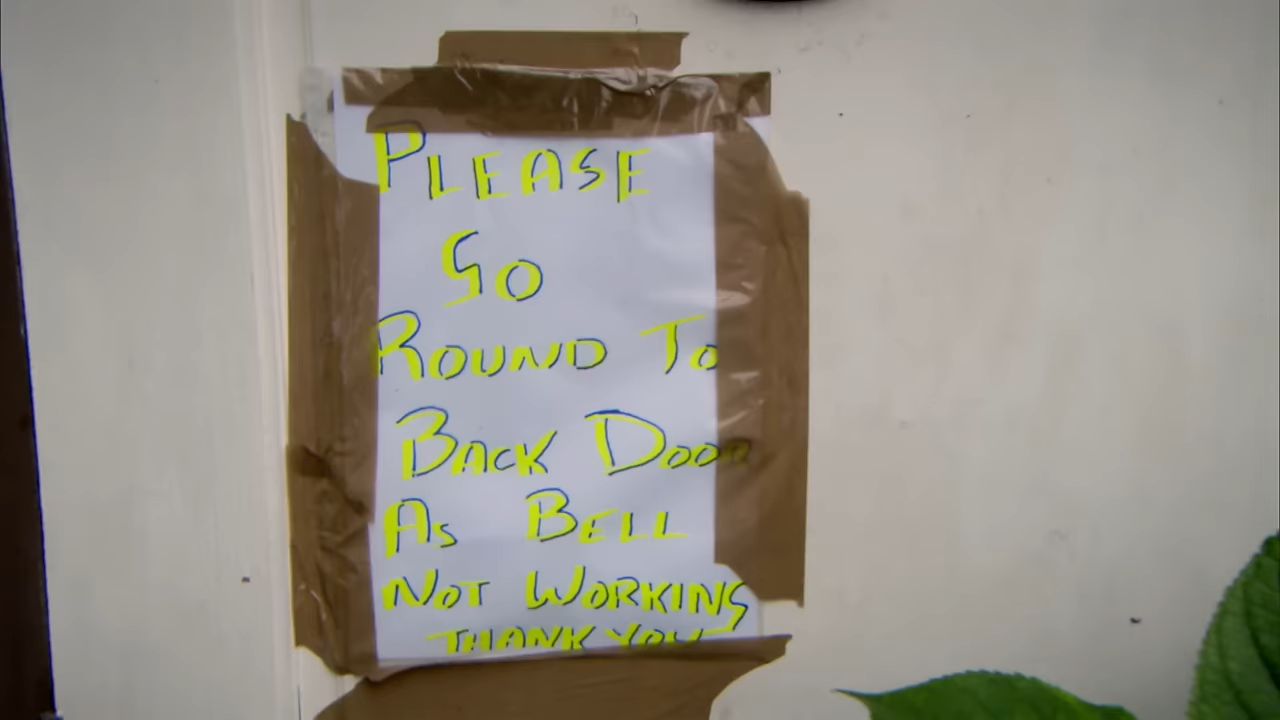 PLEASE
GO
ROUND TO
BACK DOOR
AS BELL
NOT WORKING
THANK YOU